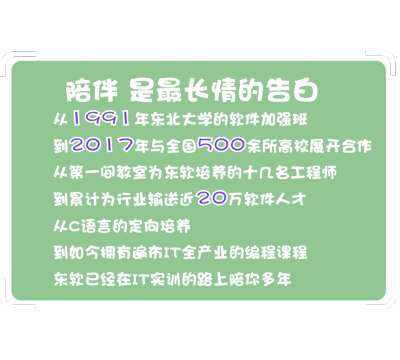 陪伴 是最长情的告白
从1991年东北大学的软件加强班
到2017年与全国500余所高校展开合作
从第一间教室为东软培养的十几名工程师
到累计为行业输送近20万软件人才
从C语言的定向培养
到如今拥有遍布IT全产业的编程课程
东软已经在IT实训的路上陪你多年